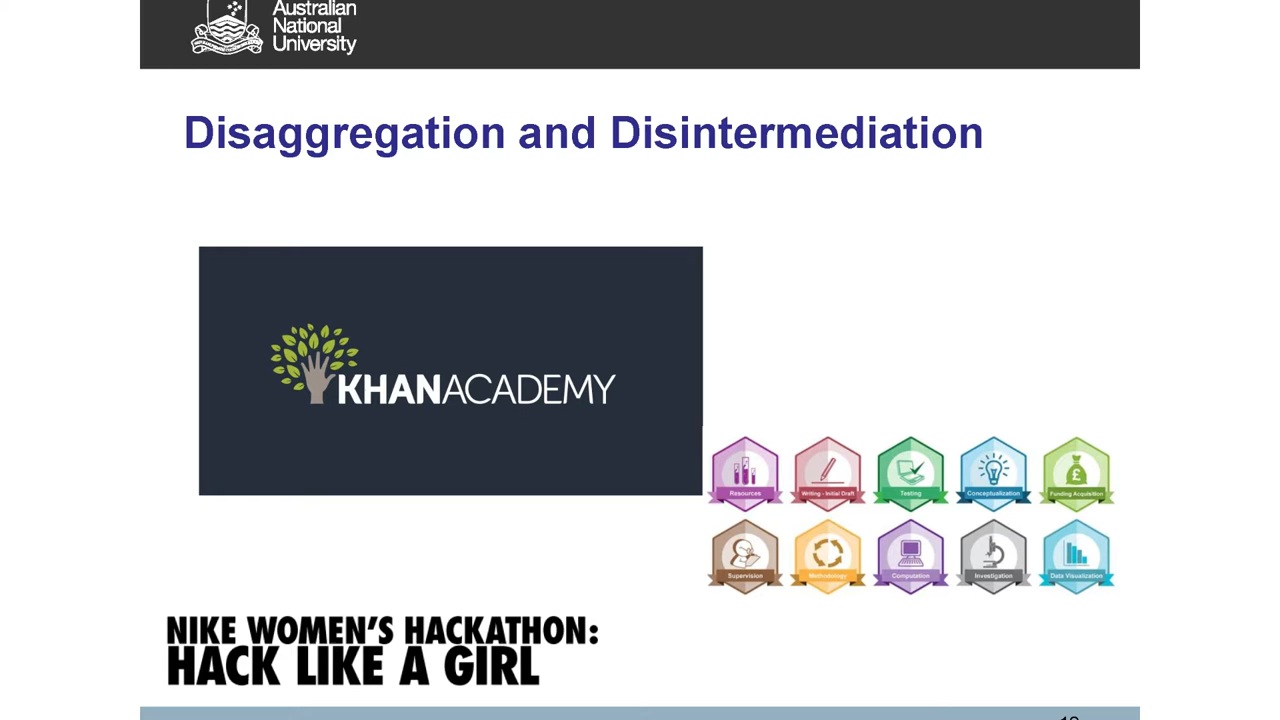 Australian
National
University
Disaggregation and Disintermediation
KHANACADEMY
Resources
Writing - Initial Draft
Testing
Conceptualization
Funding Acquisition
Supervision
Methodology
Computation
Investigation
Data Visualization
NIKE WOMEN'S HACKATHON:
HACK LIKE A GIRL